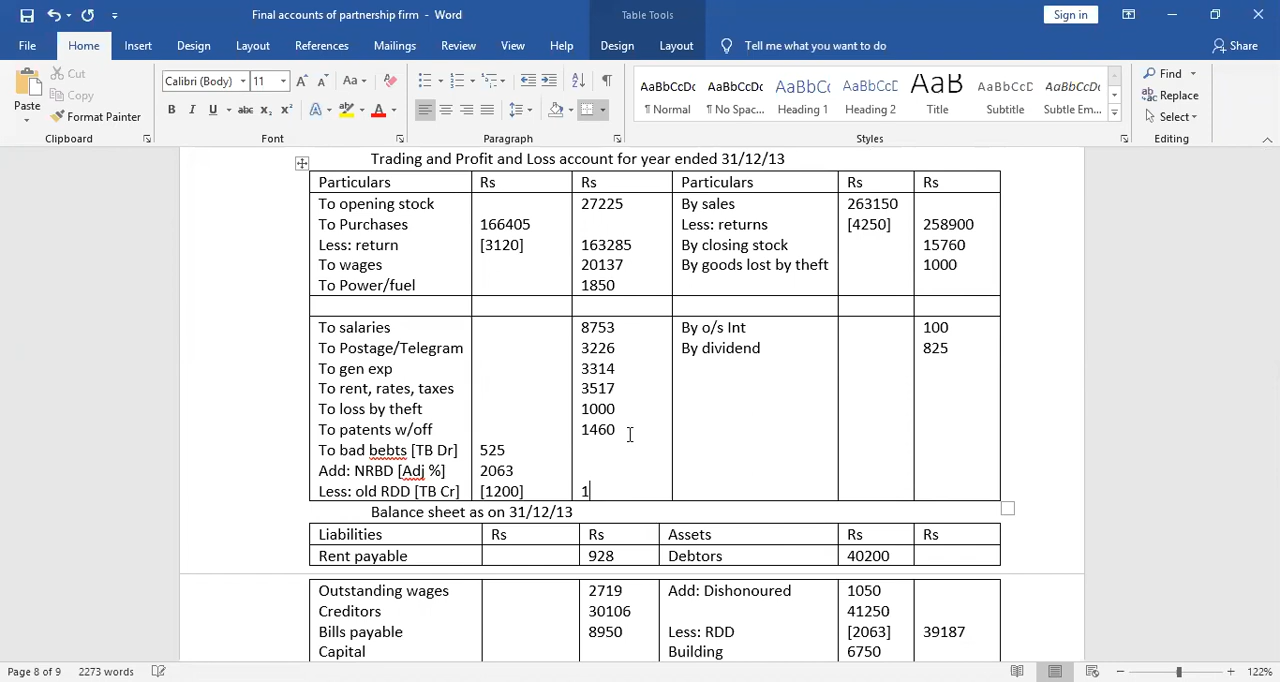 Final accounts of partnership firm - Word
Table Tools
Sign in
File Home Insert Design Layout References Mailings Review View Help Design Layout Tell me what you want to do Share
Paste
Cut
Copy
Format Painter
Clipboard
Calibri (Body) 11
Font
Paragraph
AaBbCcDc AaBbCcDc AaBbCc AaBbCcD AaB AaBbCcD AaBbCcDc
¶ Normal ¶ No Spac... Heading 1 Heading 2 Title Subtitle Subtle Em...
Styles
Find
Replace
Select
Editing
Trading and Profit and Loss account for year ended 31/12/13
Particulars Rs Rs Particulars Rs Rs
To opening stock 27225 By sales 263150
To Purchases 166405 Less: returns [4250] 258900
Less: return [3120] 163285 By closing stock 15760
To wages 20137 By goods lost by theft 1000
To Power/fuel 1850
To salaries 8753 By o/s Int 100
To Postage/Telegram 3226 By dividend 825
To gen exp 3314
To rent, rates, taxes 3517
To loss by theft 1000
To patents w/off 1460
To bad bebts [TB Dr] 525
Add: NRBD [Adj %] 2063
Less: old RDD [TB Cr] [1200] 1
Balance sheet as on 31/12/13
Liabilities Rs Rs Assets Rs Rs
Rent payable 928 Debtors 40200
Outstanding wages 2719 Add: Dishonoured 1050
Creditors 30106 41250
Bills payable 8950 Less: RDD [2063] 39187
Capital Building 6750
Page 8 of 9 2273 words 122%